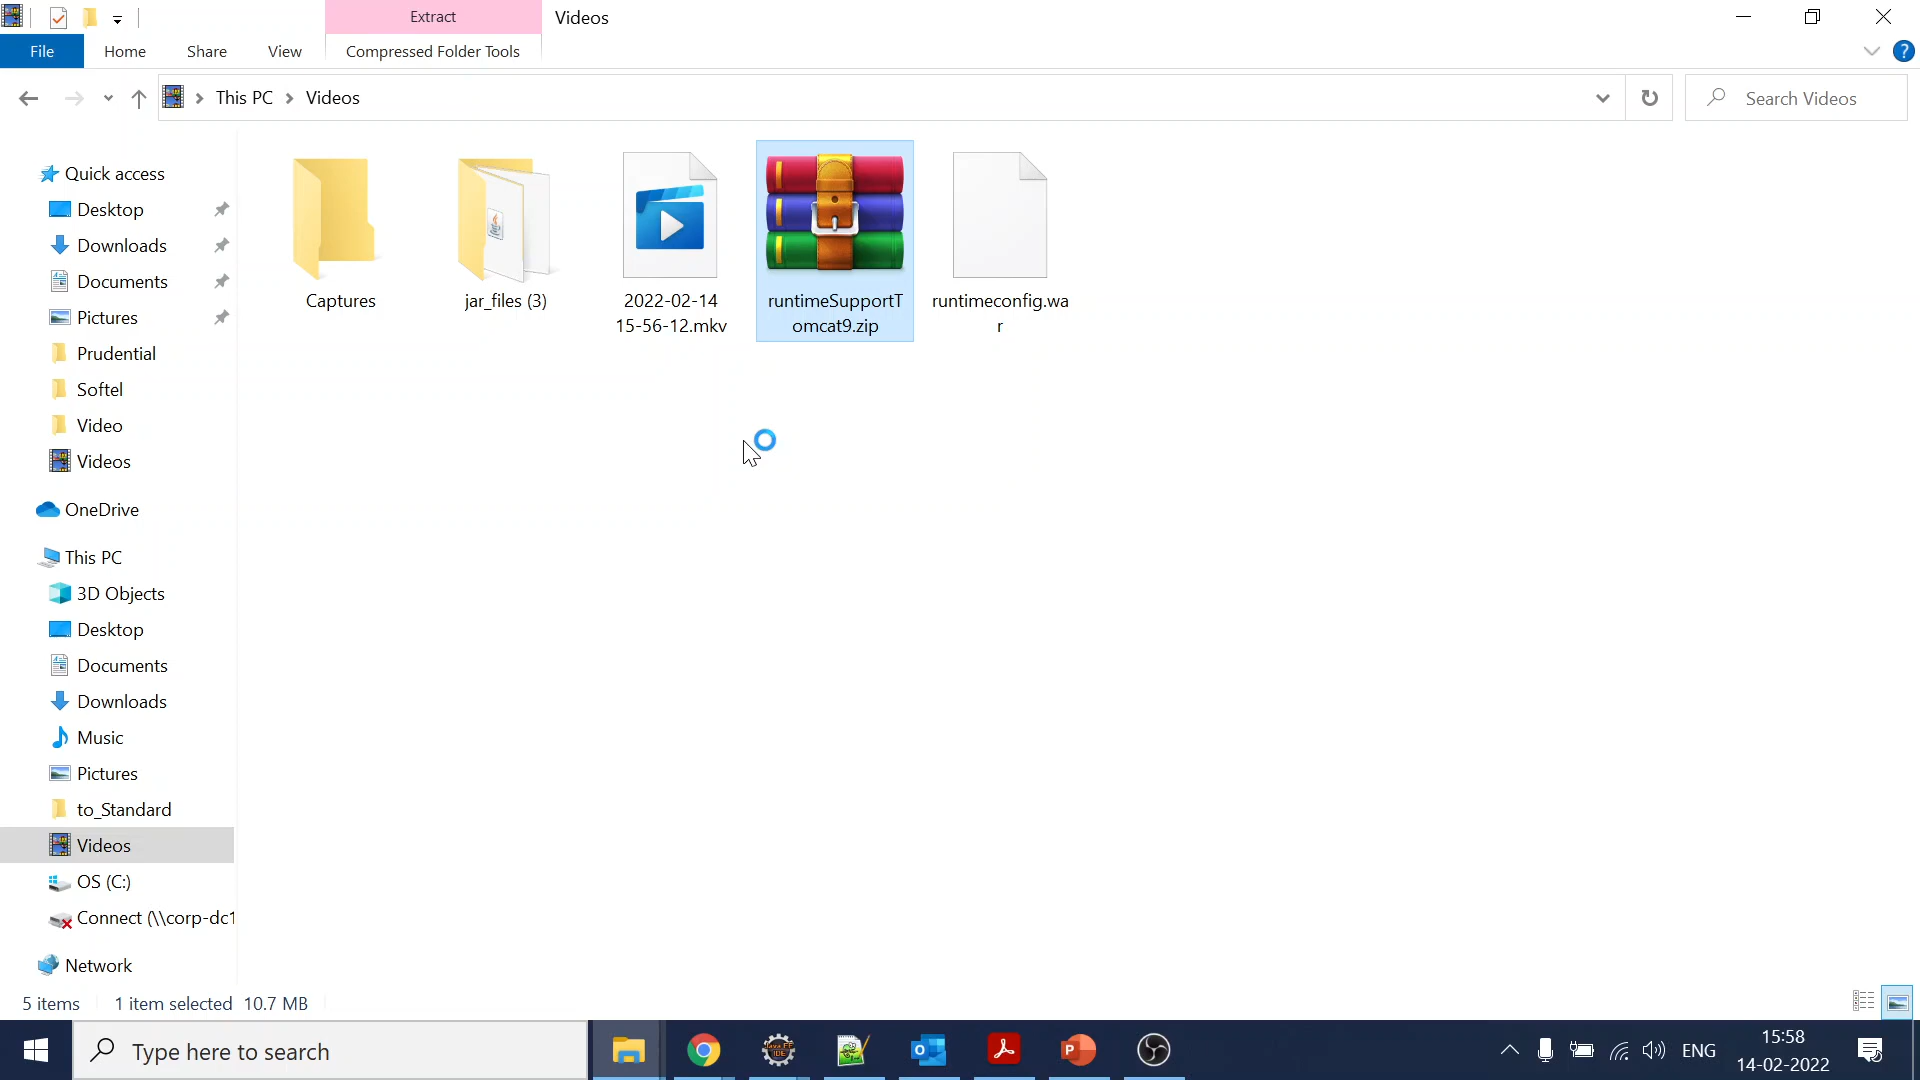 Extract
Videos
File
Home
Share
View
Compressed Folder Tools
?
This PC
Videos
Search Videos
Quick access
Desktop
Downloads
Documents
Pictures
Prudential
Softel
Video
Videos
OneDrive
This PC
3D Objects
Desktop
Documents
Downloads
Music
Pictures
to_Standard
Videos
OS (C:)
Connect (\\corp-dc1
Network
Captures
jar_files (3)
2022-02-14
15-56-12.mkv
runtimeSupportT
omcat9.zip
runtimeconfig.wa
r
5 items
1 item selected 10.7 MB
Type here to search
Java EE
IDE
ENG
15:58
14-02-2022